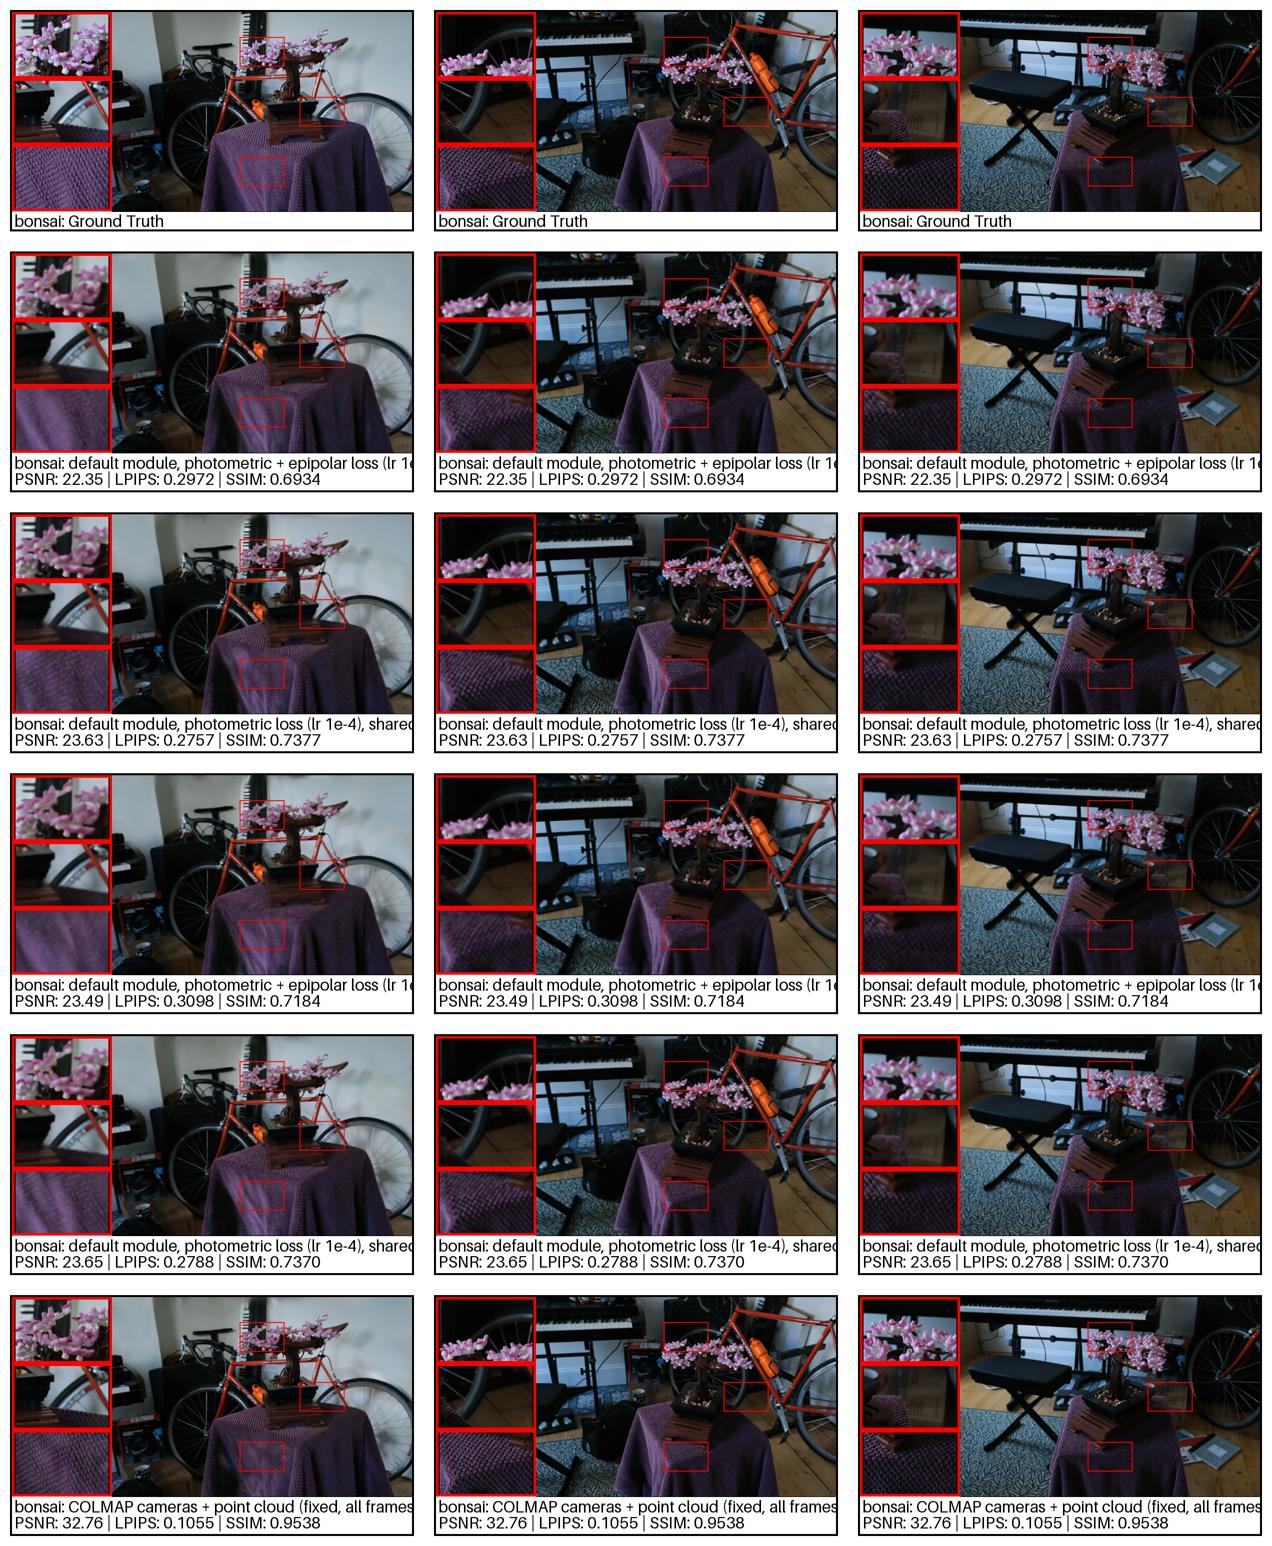 bonsai: Ground Truth
bonsai: Ground Truth
bonsai: Ground Truth
bonsai: default module, photometric + epipolar loss (lr 1e
PSNR: 22.35 | LPIPS: 0.2972 | SSIM: 0.6934
bonsai: default module, photometric + epipolar loss (lr 1e
PSNR: 22.35 | LPIPS: 0.2972 | SSIM: 0.6934
bonsai: default module, photometric + epipolar loss (lr 1e
PSNR: 22.35 | LPIPS: 0.2972 | SSIM: 0.6934
bonsai: default module, photometric loss (lr 1e-4), shared
PSNR: 23.63 | LPIPS: 0.2757 | SSIM: 0.7377
bonsai: default module, photometric loss (lr 1e-4), shared
PSNR: 23.63 | LPIPS: 0.2757 | SSIM: 0.7377
bonsai: default module, photometric loss (lr 1e-4), shared
PSNR: 23.63 | LPIPS: 0.2757 | SSIM: 0.7377
bonsai: default module, photometric + epipolar loss (lr 1e
PSNR: 23.49 | LPIPS: 0.3098 | SSIM: 0.7184
bonsai: default module, photometric + epipolar loss (lr 1e
PSNR: 23.49 | LPIPS: 0.3098 | SSIM: 0.7184
bonsai: default module, photometric + epipolar loss (lr 1e
PSNR: 23.49 | LPIPS: 0.3098 | SSIM: 0.7184
bonsai: default module, photometric loss (lr 1e-4), shared
PSNR: 23.65 | LPIPS: 0.2788 | SSIM: 0.7370
bonsai: default module, photometric loss (lr 1e-4), shared
PSNR: 23.65 | LPIPS: 0.2788 | SSIM: 0.7370
bonsai: default module, photometric loss (lr 1e-4), shared
PSNR: 23.65 | LPIPS: 0.2788 | SSIM: 0.7370
bonsai: COLMAP cameras + point cloud (fixed, all frames
PSNR: 32.76 | LPIPS: 0.1055 | SSIM: 0.9538
bonsai: COLMAP cameras + point cloud (fixed, all frames
PSNR: 32.76 | LPIPS: 0.1055 | SSIM: 0.9538
bonsai: COLMAP cameras + point cloud (fixed, all frames
PSNR: 32.76 | LPIPS: 0.1055 | SSIM: 0.9538